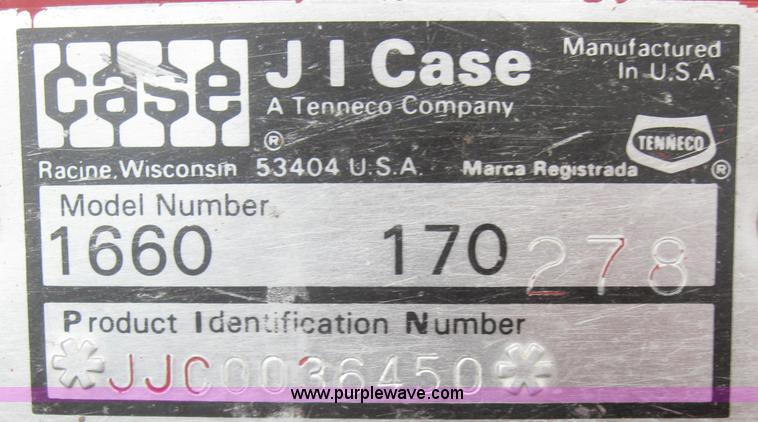 case J I Case Manufactured
In U.S.A
A Tenneco Company
®
TENNECO
Racine, Wisconsin 53404 U.S.A. Marca Registrada ®
Model Number
1660 170 278
Product Identification Number
*JJC0036450*
www.purplewave.com